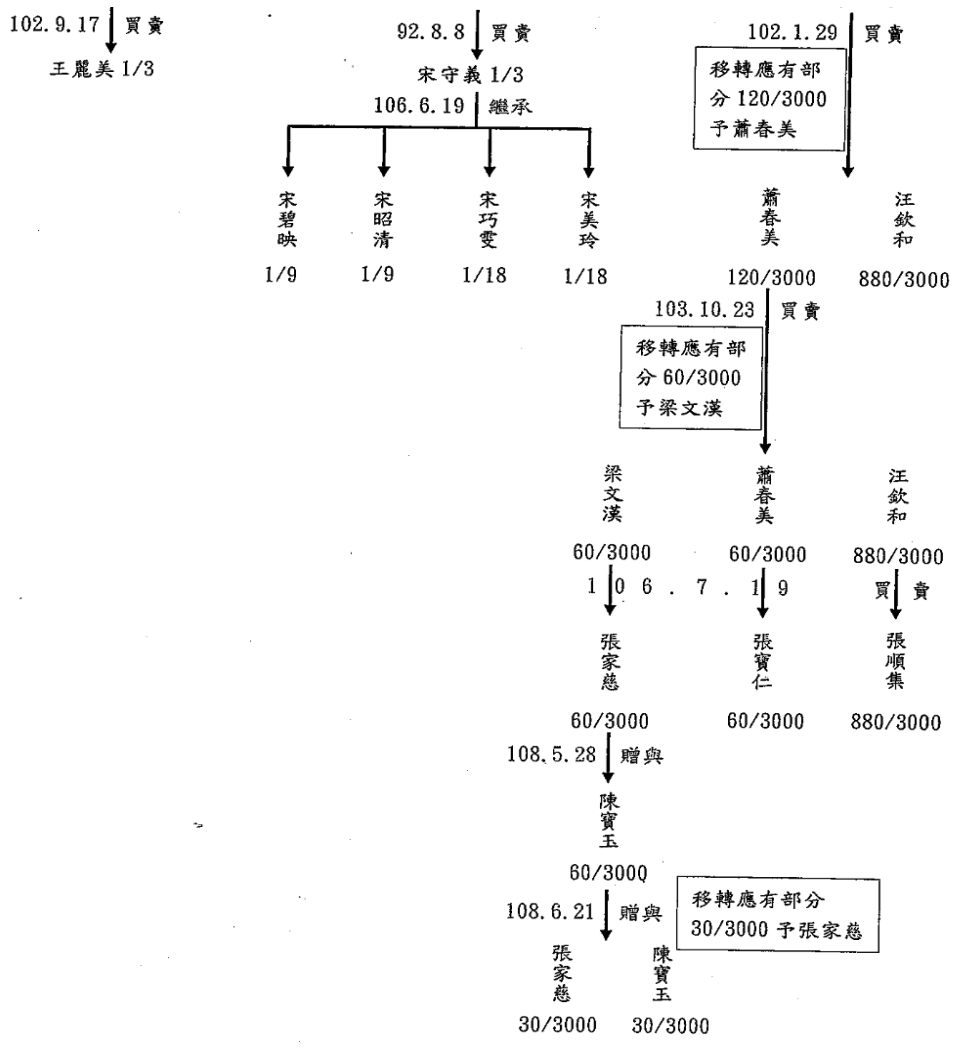 102.9.17 買賣
92.8.8 買賣
102.1.29 買賣
王麗美 1/3
宋守義 1/3
移轉應有部
分 120/3000
予蕭春美
106.6.19 繼承
宋碧映
宋昭清
宋巧雯
宋美玲
蕭春美
汪欽和
1/9
1/9
1/18
1/18
120/3000
880/3000
103.10.23 買賣
移轉應有部
分 60/3000
予梁文漢
梁文漢
蕭春美
汪欽和
60/3000
60/3000
880/3000
106.7.19 買賣
張家慈
張寶仁
張順集
60/3000
60/3000
880/3000
108.5.28 贈與
陳寶玉
60/3000
108.6.21 贈與
移轉應有部分
30/3000 予張家慈
張家慈
陳寶玉
30/3000
30/3000